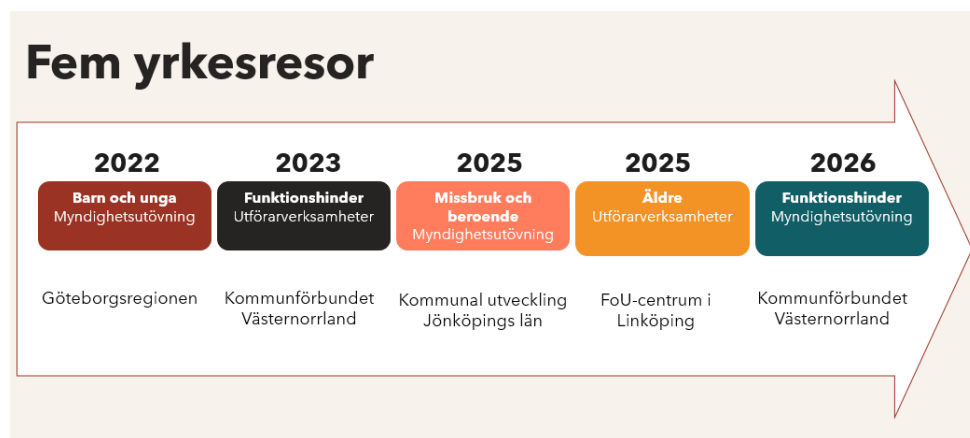 Fem yrkesresor
2022
Barn och unga
Myndighetsutövning
Göteborgsregionen
2023
Funktionshinder
Utförarverksamheter
Kommunförbundet
Västernorrland
2025
Missbruk och
beroende
Myndighetsutövning
Kommunal utveckling
Jönköpings län
2025
Äldre
Utförarverksamheter
FoU-centrum i
Linköping
2026
Funktionshinder
Myndighetsutövning
Kommunförbundet
Västernorrland